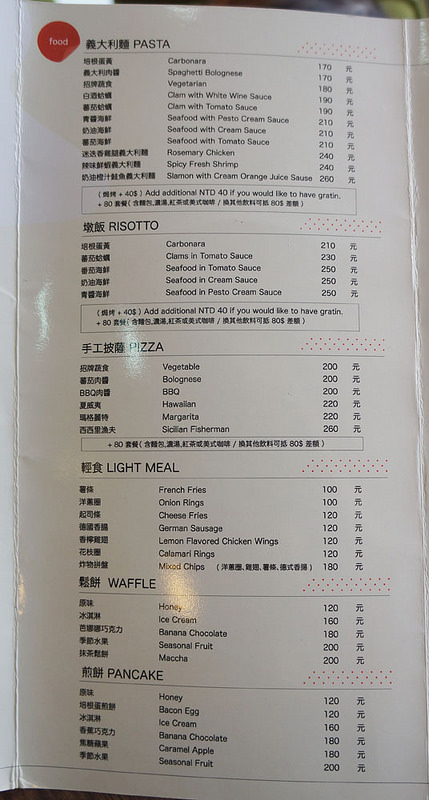 food
義大利麵 PASTA
培根蛋黃 Carbonara 170 元
義大利肉醬 Spaghetti Bolognese 170 元
招牌蔬食 Vegetarian 180 元
白酒蛤蠣 Clam with White Wine Sauce 190 元
蕃茄蛤蠣 Clam with Tomato Sauce 190 元
青醬海鮮 Seafood with Pesto Cream Sauce 210 元
奶油海鮮 Seafood with Cream Sauce 210 元
蕃茄海鮮 Seafood with Tomato Sauce 210 元
迷迭香雞腿義大利麵 Rosemary Chicken 240 元
辣味鮮蝦義大利麵 Spicy Fresh Shrimp 240 元
奶油橙汁鮭魚義大利麵 Slamon with Cream Orange Juice Sause 260 元
( 焗烤 + 40$ ) Add additional NTD 40 if you would like to have gratin.
+ 80 套餐( 含麵包,濃湯,紅茶或美式咖啡 / 換其他飲料可抵 80$ 差額 )
燉飯 RISOTTO
培根蛋黃 Carbonara 210 元
蕃茄蛤蠣 Clams in Tomato Sauce 230 元
番茄海鮮 Seafood in Tomato Sauce 250 元
奶油海鮮 Seafood in Cream Sauce 250 元
青醬海鮮 Seafood in Pesto Cream Sauce 250 元
( 焗烤 + 40$ ) Add additional NTD 40 if you would like to have gratin.
+ 80 套餐( 含麵包,濃湯,紅茶或美式咖啡 / 換其他飲料可抵 80$ 差額 )
手工披薩 PIZZA
招牌蔬食 Vegetable 200 元
蕃茄肉醬 Bolognese 200 元
BBQ肉醬 BBQ 200 元
夏威夷 Hawaiian 220 元
瑪格麗特 Margarita 220 元
西西里漁夫 Sicilian Fisherman 260 元
+ 80 套餐( 含麵包,濃湯,紅茶或美式咖啡 / 換其他飲料可抵 80$ 差額 )
輕食 LIGHT MEAL
薯條 French Fries 100 元
洋蔥圈 Onion Rings 100 元
起司條 Cheese Fries 120 元
德國香腸 German Sausage 120 元
香檸雞翅 Lemon Flavored Chicken Wings 120 元
花枝圈 Calamari Rings 120 元
炸物拼盤 Mixed Chips ( 洋蔥圈、雞翅、薯條、德式香腸 ) 180 元
鬆餅 WAFFLE
原味 Honey 120 元
冰淇淋 Ice Cream 160 元
芭娜娜巧克力 Banana Chocolate 180 元
季節水果 Seasonal Fruit 200 元
抹茶鬆餅 Maccha 200 元
煎餅 PANCAKE
原味 Honey 120 元
培根蛋煎餅 Bacon Egg 120 元
冰淇淋 Ice Cream 160 元
香蕉巧克力 Banana Chocolate 180 元
焦糖蘋果 Caramel Apple 180 元
季節水果 Seasonal Fruit 200 元